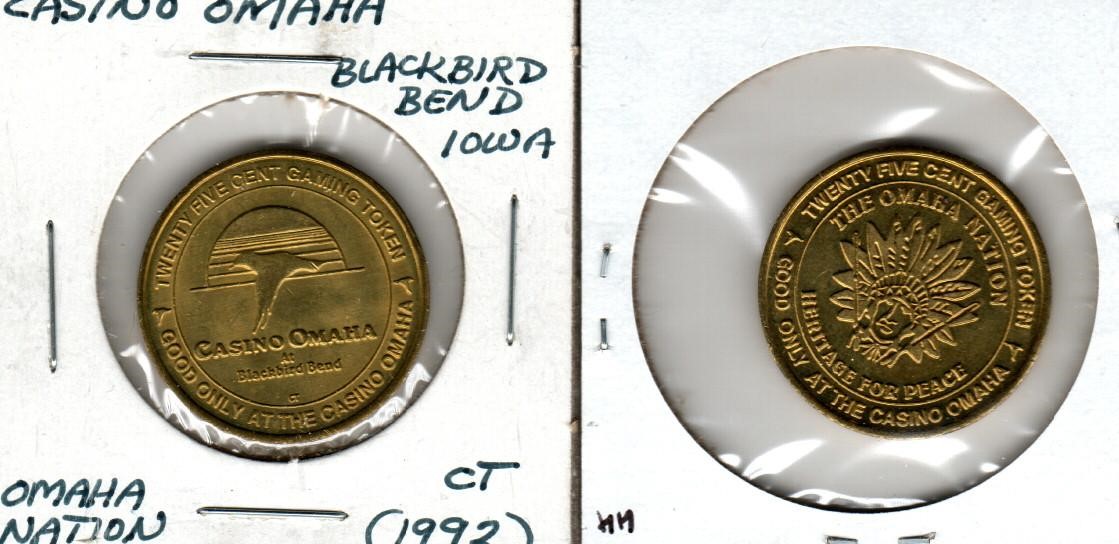 CASINO OMAHA
BLACKBIRD
BEND
IOWA
TWENTY FIVE CENT GAMING TOKEN
CASINO OMAHA
At
Blackbird Bend
CT
GOOD ONLY AT THE CASINO OMAHA
OMAHA
NATION
CT
(1992)
TWENTY FIVE CENT GAMING TOKEN
THE OMAHA NATION
HERITAGE FOR PEACE
GOOD ONLY AT THE CASINO OMAHA
HH